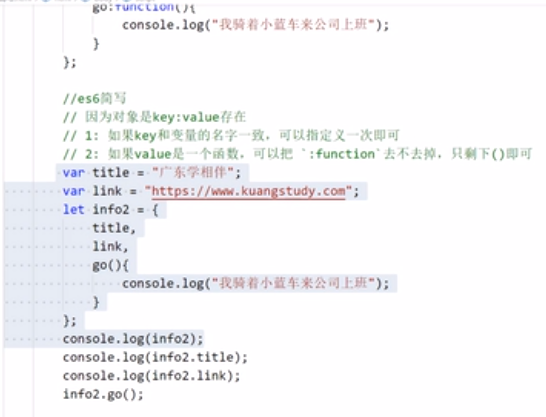 go:function(){
console.log("我骑着小蓝车来公司上班");
}
};
//es6简写
// 因为对象是key:value存在
// 1: 如果key和变量的名字一致，可以指定义一次即可
// 2: 如果value是一个函数，可以把 `:function`去不去掉，只剩下()即可
var title = "广东学相伴";
var link = "https://www.kuangstudy.com";
let info2 = {
title,
link,
go(){
console.log("我骑着小蓝车来公司上班");
}
};
console.log(info2);
console.log(info2.title);
console.log(info2.link);
info2.go();